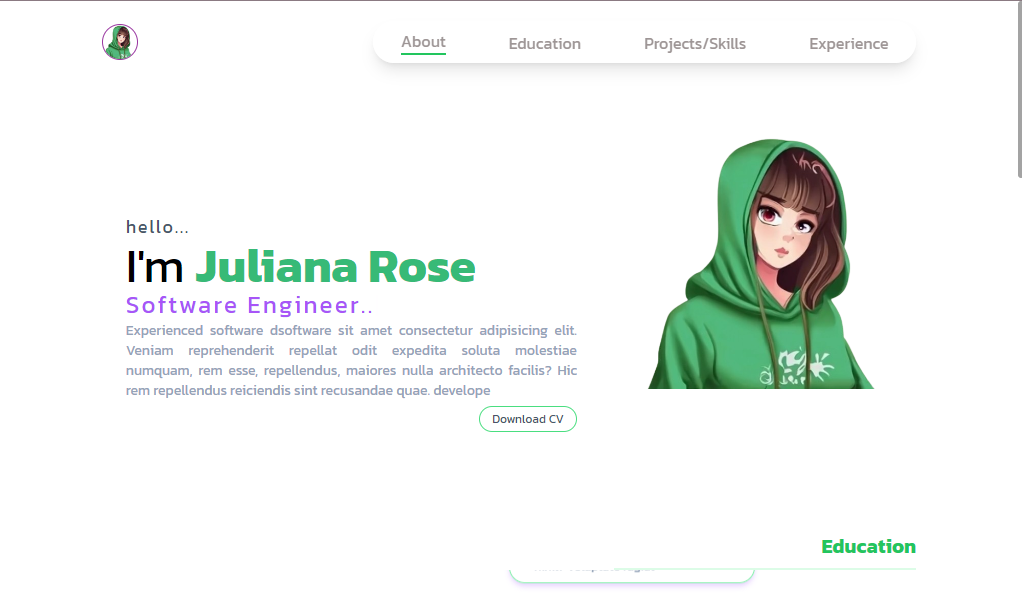 About
Education
Projects/Skills
Experience
hello...
I'm Juliana Rose
Software Engineer..
Experienced software dsoftware sit amet consectetur adipisicing elit.
Veniam reprehenderit repellat odit expedita soluta molestiae
numquam, rem esse, repellendus, maiores nulla architecto facilis? Hic
rem repellendus reiciendis sint recusandae quae. develope
Download CV
Education